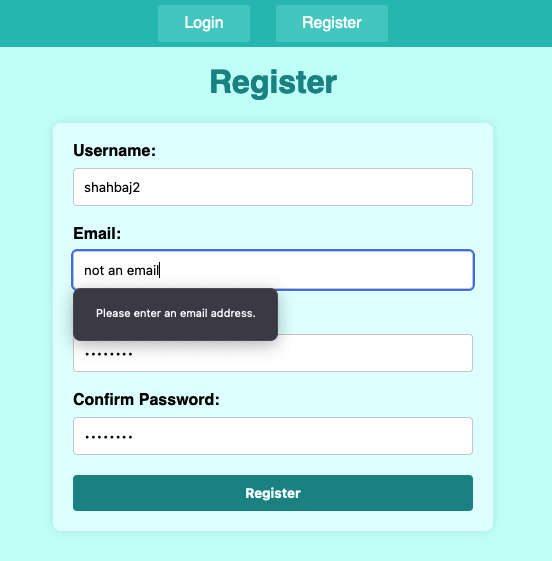 Login Register
Register
Username:
shahbaj2
Email:
not an email
Please enter an email address.
••••••••
Confirm Password:
••••••••
Register